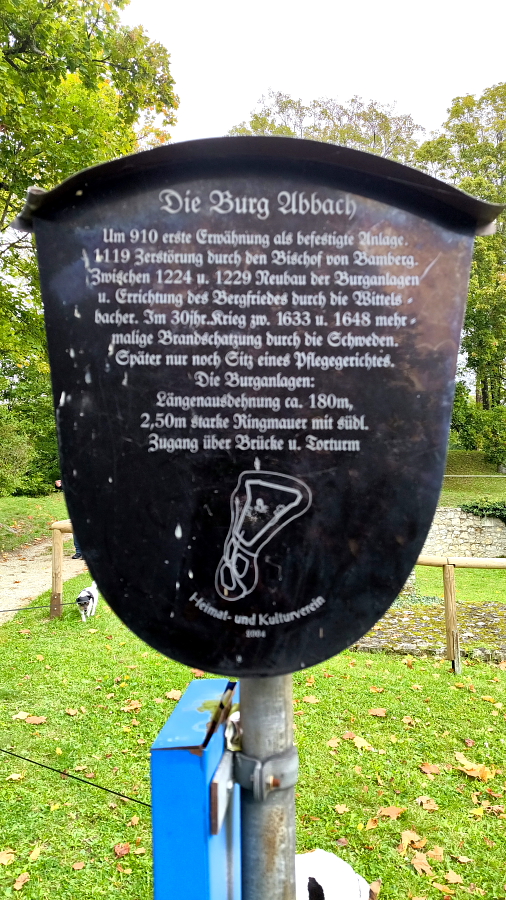 Die Burg Abbach
Um 910 erste Erwähnung als befestigte Anlage.
1119 Zerstörung durch den Bischof von Bamberg.
Zwischen 1224 u. 1229 Neubau der Burganlagen
u. Errichtung des Bergfriedes durch die Wittels-
bacher. Im 30jhr.Krieg zw. 1633 u. 1648 mehr-
malige Brandschatzung durch die Schweden.
Später nur noch Sitz eines Pflegegerichtes.
Die Burganlagen:
Längenausdehnung ca. 180m,
2,50m starke Ringmauer mit südl.
Zugang über Brücke u. Torturm
Heimat- und Kulturverein
2004